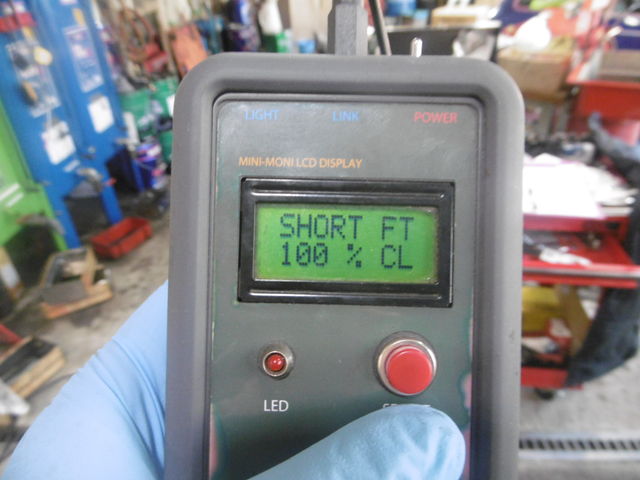 LIGHT LINK POWER
MINI-MONI LCD DISPLAY
SHORT FT
100 % CL
LED